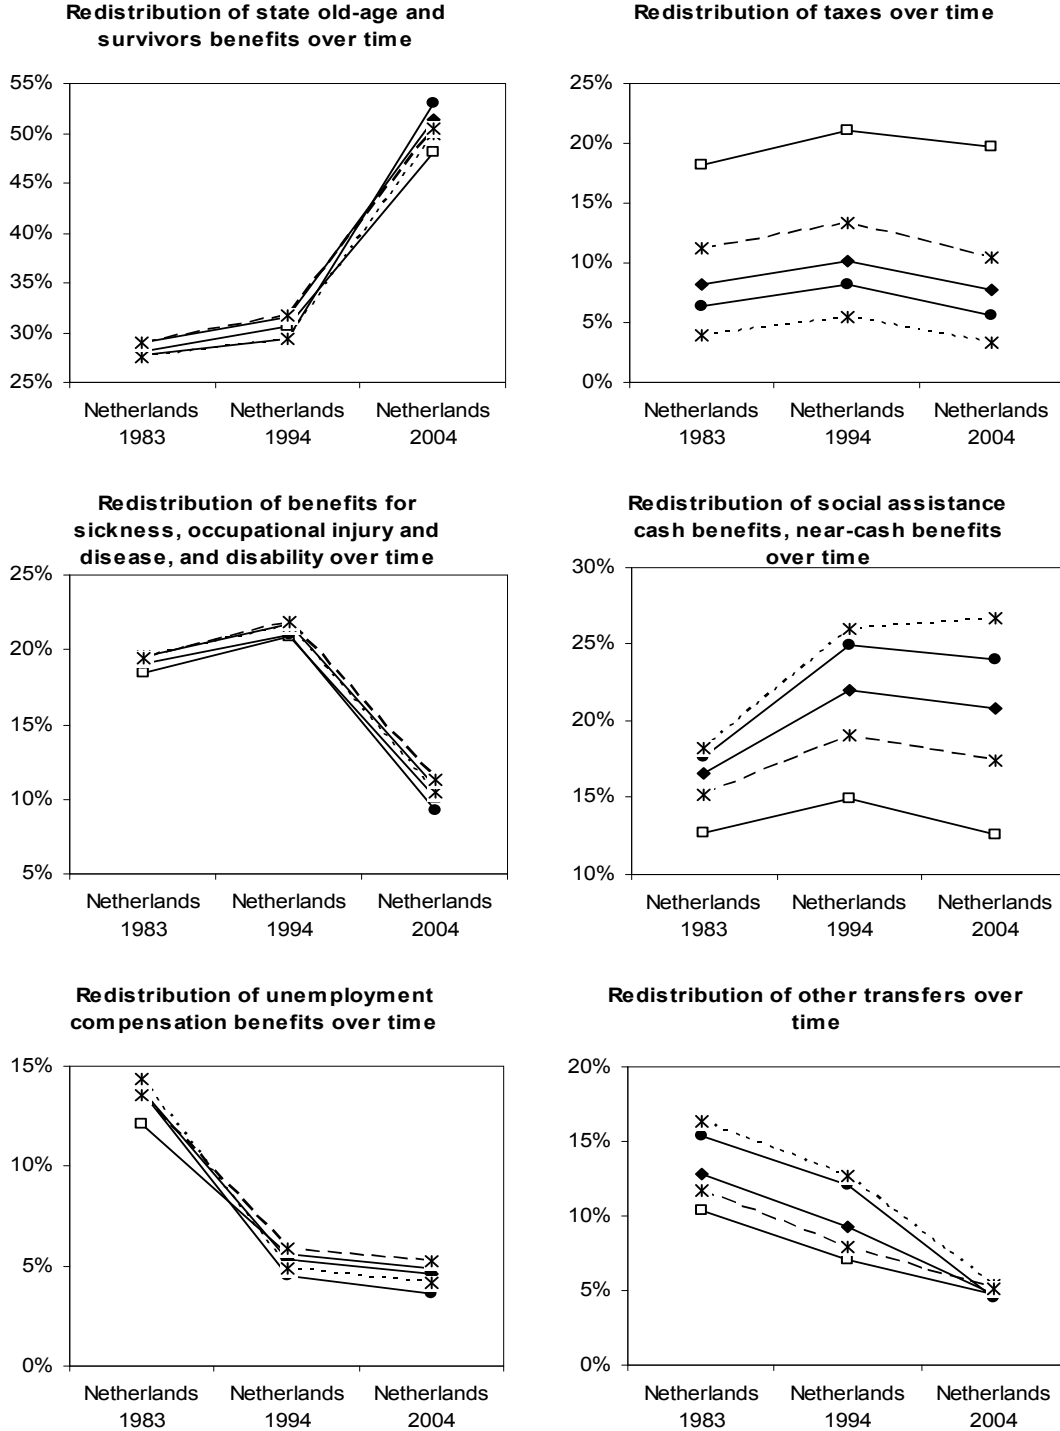 Redistribution of state old-age and
survivors benefits over time
55%
50%
45%
40%
35%
30%
25%
Netherlands Netherlands Netherlands
1983 1994 2004
Redistribution of taxes over time
25%
20%
15%
10%
5%
0%
Netherlands Netherlands Netherlands
1983 1994 2004
Redistribution of benefits for
sickness, occupational injury and
disease, and disability over time
25%
20%
15%
10%
5%
Netherlands Netherlands Netherlands
1983 1994 2004
Redistribution of social assistance
cash benefits, near-cash benefits
over time
30%
25%
20%
15%
10%
Netherlands Netherlands Netherlands
1983 1994 2004
Redistribution of unemployment
compensation benefits over time
15%
10%
5%
0%
Netherlands Netherlands Netherlands
1983 1994 2004
Redistribution of other transfers over
time
20%
15%
10%
5%
0%
Netherlands Netherlands Netherlands
1983 1994 2004